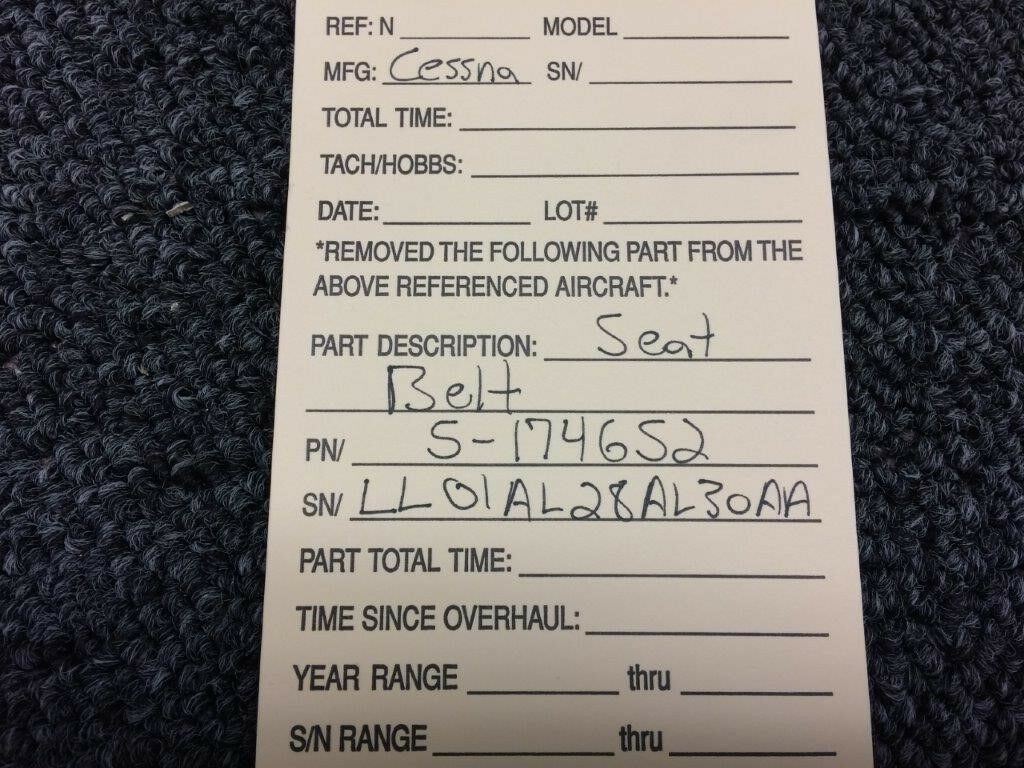 REF: N MODEL
MFG: Cessna SN/
TOTAL TIME:
TACH/HOBBS:
DATE: LOT#
*REMOVED THE FOLLOWING PART FROM THE
ABOVE REFERENCED AIRCRAFT.*
PART DESCRIPTION: Seat
Belt
PN/ S-1746S2
SN/ LL01AL28AL30AA
PART TOTAL TIME:
TIME SINCE OVERHAUL:
YEAR RANGE thru
S/N RANGE thru